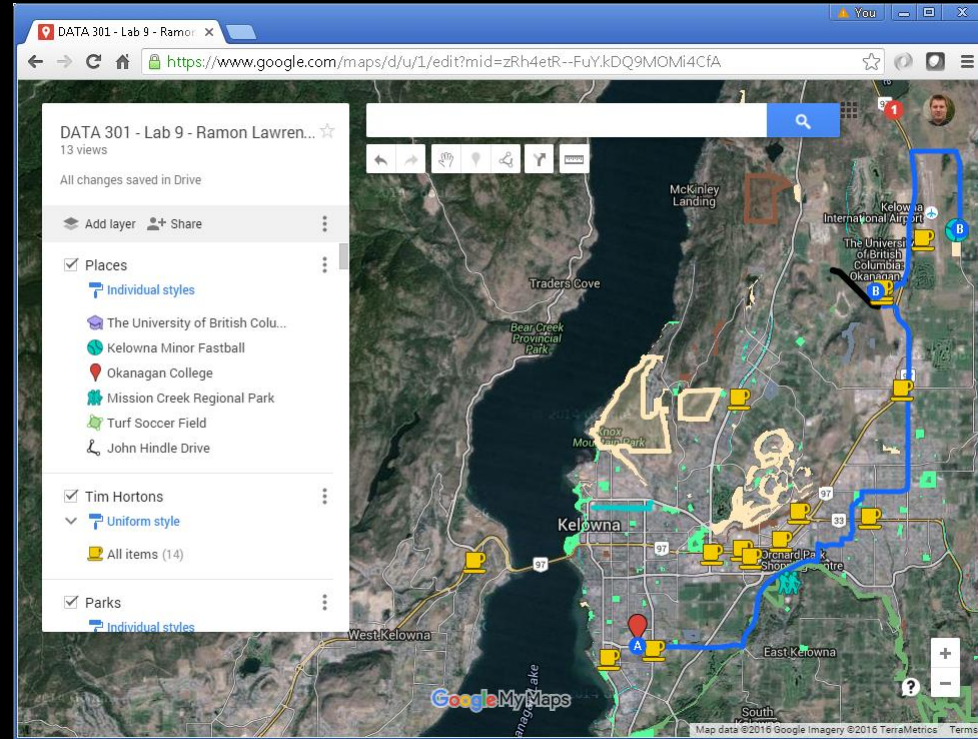 You
DATA 301 - Lab 9 - Ramor
https://www.google.com/maps/d/u/1/edit?mid=zRh4etR--FuY.kDQ9MOMi4CfA
DATA 301 - Lab 9 - Ramon Lawren...
13 views
All changes saved in Drive
Add layer
Share
Places
Individual styles
The University of British Colu...
Kelowna Minor Fastball
Okanagan College
Mission Creek Regional Park
Turf Soccer Field
John Hindle Drive
Tim Hortons
Uniform style
All items (14)
Parks
Individual styles
1
McKinley
Landing
Kelowna
International Airport
B
The University
of British
Columbia:
Okanagan
B
Traders Cove
Bear Creek
Provincial
Park
Knox
Mountain Park
97
33
Kelowna
97
97
Orchard Park
Shopping Centre
West Kelowna
A
East Kelowna
South
Google My Maps
+
?
−
Map data ©2016 Google Imagery ©2016 TerraMetrics
Terms